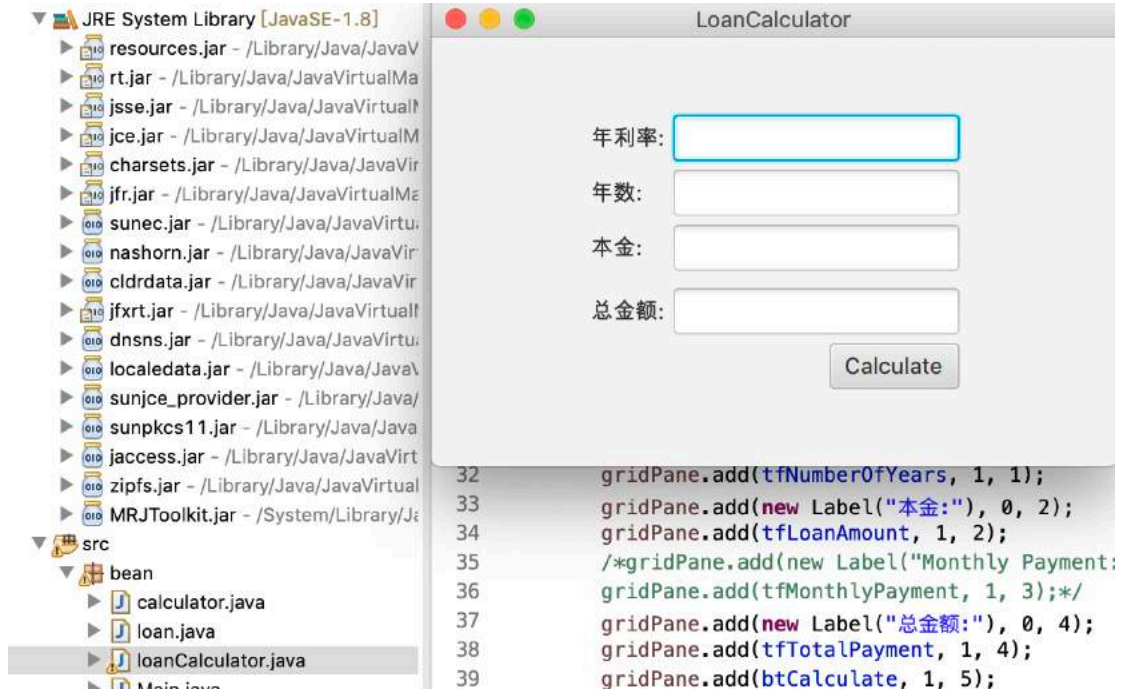 JRE System Library [JavaSE-1.8]
resources.jar - /Library/Java/JavaV
rt.jar - /Library/Java/JavaVirtualMa
jsse.jar - /Library/Java/JavaVirtual
jce.jar - /Library/Java/JavaVirtualM
charsets.jar - /Library/Java/JavaVir
jfr.jar - /Library/Java/JavaVirtualMa
sunec.jar - /Library/Java/JavaVirtu
nashorn.jar - /Library/Java/JavaVir
cldrdata.jar - /Library/Java/JavaVir
jfxrt.jar - /Library/Java/JavaVirtual
dnsns.jar - /Library/Java/JavaVirtu
localedata.jar - /Library/Java/Java
sunjce_provider.jar - /Library/Java/
sunpkcs11.jar - /Library/Java/Java
jaccess.jar - /Library/Java/JavaVirt
zipfs.jar - /Library/Java/JavaVirtual
MRJToolkit.jar - /System/Library/Ja
src
bean
calculator.java
loan.java
loanCalculator.java
Main.java
LoanCalculator
年利率:
年数:
本金:
总金额:
Calculate
32 gridPane.add(tfNumberOfYears, 1, 1);
33 gridPane.add(new Label("本金:"), 0, 2);
34 gridPane.add(tfLoanAmount, 1, 2);
35 /*gridPane.add(new Label("Monthly Payment:
36 gridPane.add(tfMonthlyPayment, 1, 3);*/
37 gridPane.add(new Label("总金额:"), 0, 4);
38 gridPane.add(tfTotalPayment, 1, 4);
39 gridPane.add(btCalculate, 1, 5);